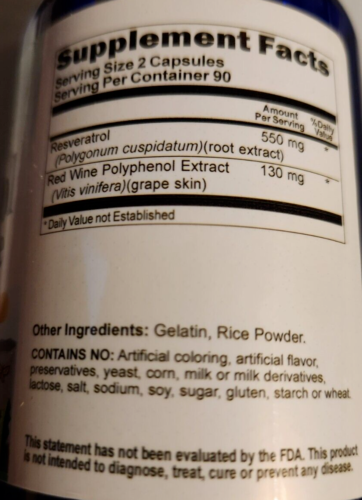 Supplement Facts
Serving Size 2 Capsules
Serving Per Container 90
Amount Per Serving %Daily Value
Resveratrol 550 mg *
(Polygonum cuspidatum)(root extract)
Red Wine Polyphenol Extract 130 mg *
(Vitis vinifera)(grape skin)
* Daily Value not Established
Other Ingredients: Gelatin, Rice Powder.
CONTAINS NO: Artificial coloring, artificial flavor,
preservatives, yeast, corn, milk or milk derivatives,
lactose, salt, sodium, soy, sugar, gluten, starch or wheat.
This statement has not been evaluated by the FDA. This product
is not intended to diagnose, treat, cure or prevent any disease.